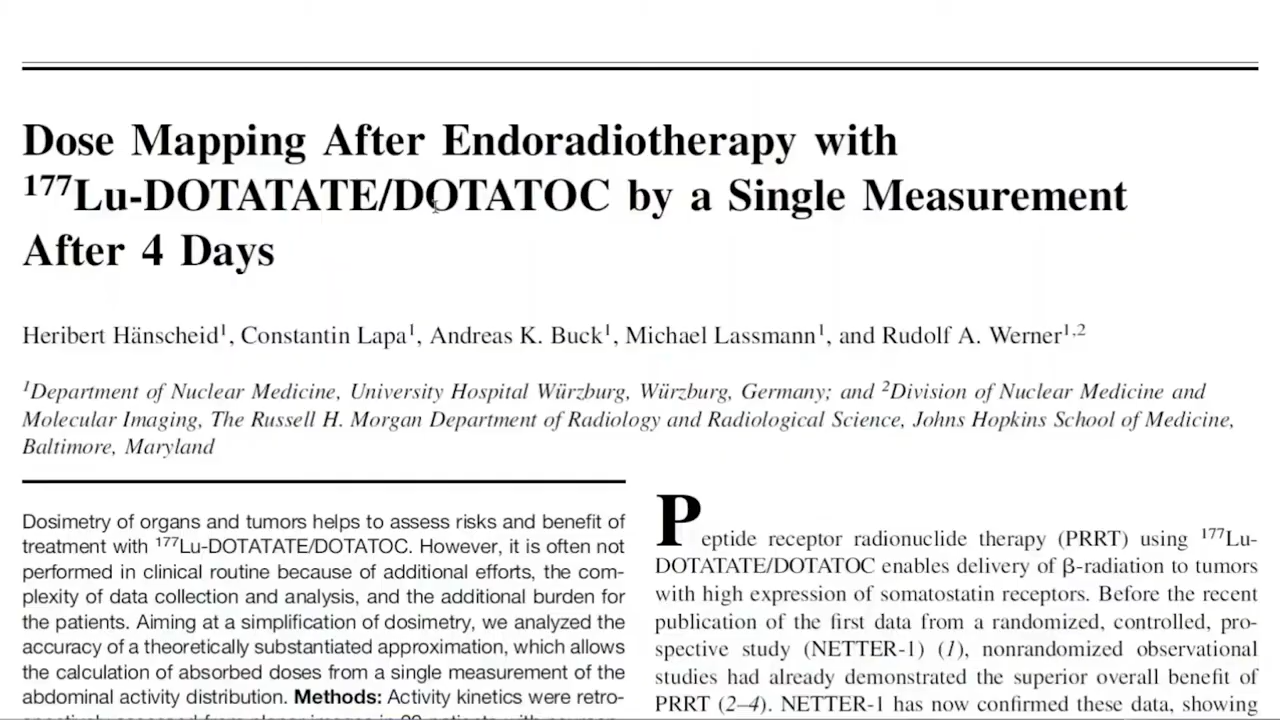 Dose Mapping After Endoradiotherapy with
¹⁷⁷Lu-DOTATATE/DOTATOC by a Single Measurement
After 4 Days
Heribert Hänscheid¹, Constantin Lapa¹, Andreas K. Buck¹, Michael Lassmann¹, and Rudolf A. Werner¹,²
¹Department of Nuclear Medicine, University Hospital Würzburg, Würzburg, Germany; and ²Division of Nuclear Medicine and
Molecular Imaging, The Russell H. Morgan Department of Radiology and Radiological Science, Johns Hopkins School of Medicine,
Baltimore, Maryland
Dosimetry of organs and tumors helps to assess risks and benefit of
treatment with ¹⁷⁷Lu-DOTATATE/DOTATOC. However, it is often not
performed in clinical routine because of additional efforts, the com-
plexity of data collection and analysis, and the additional burden for
the patients. Aiming at a simplification of dosimetry, we analyzed the
accuracy of a theoretically substantiated approximation, which allows
the calculation of absorbed doses from a single measurement of the
abdominal activity distribution. Methods: Activity kinetics were retro-
Peptide receptor radionuclide therapy (PRRT) using ¹⁷⁷Lu-
DOTATATE/DOTATOC enables delivery of β-radiation to tumors
with high expression of somatostatin receptors. Before the recent
publication of the first data from a randomized, controlled, pro-
spective study (NETTER-1) (1), nonrandomized observational
studies had already demonstrated the superior overall benefit of
PRRT (2–4). NETTER-1 has now confirmed these data, showing